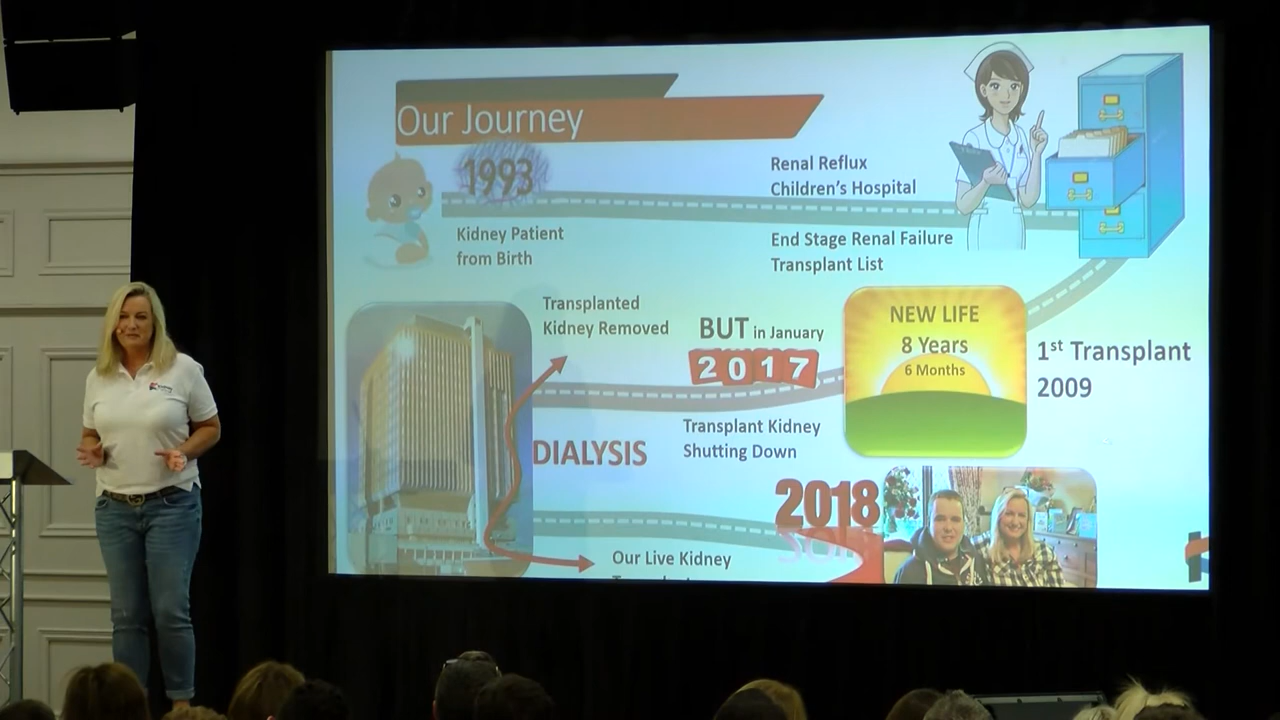 Our Journey
1993
Kidney Patient
from Birth
Renal Reflux
Children's Hospital
End Stage Renal Failure
Transplant List
1st Transplant
2009
NEW LIFE
8 Years
6 Months
BUT in January
2017
Transplant Kidney
Shutting Down
Transplanted
Kidney Removed
DIALYSIS
Our Live Kidney
2018